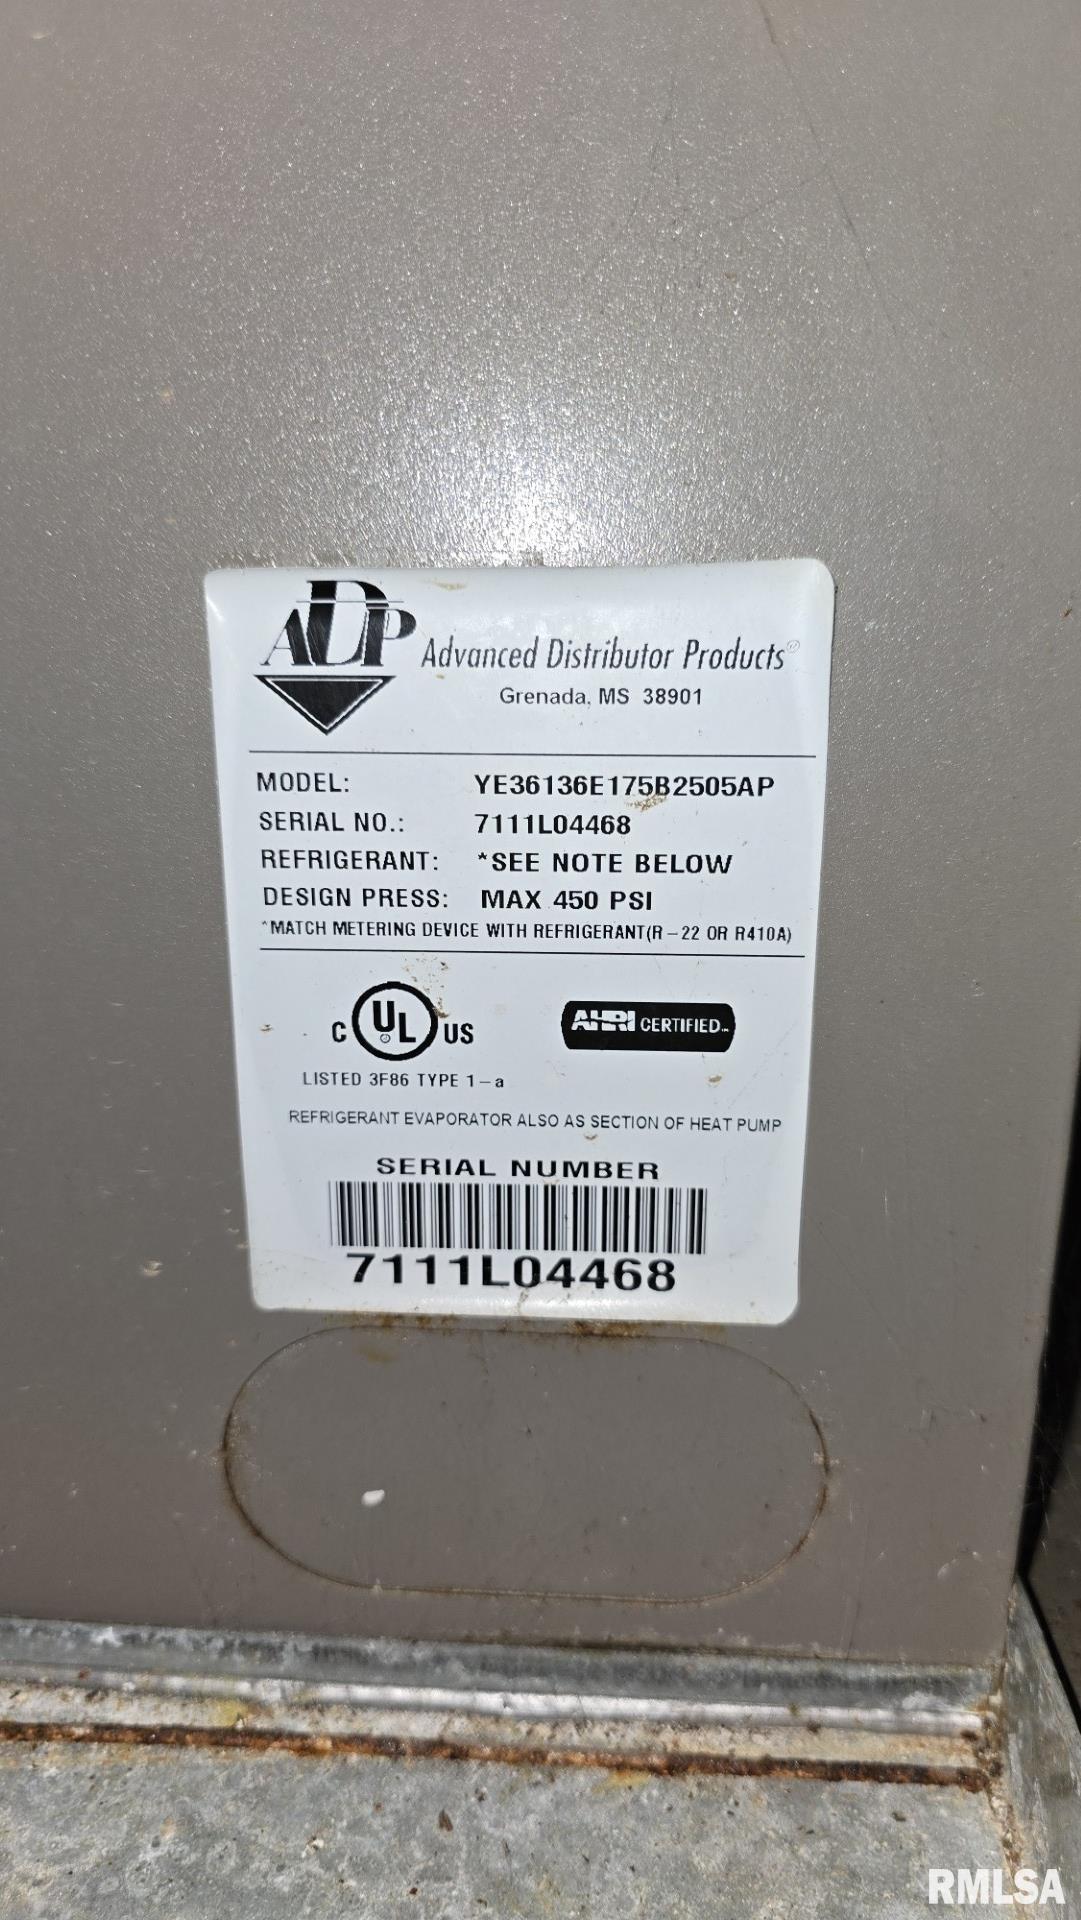 ADP Advanced Distributor Products®
Grenada, MS 38901
MODEL: YE36136E175B2505AP
SERIAL NO.: 7111L04468
REFRIGERANT: *SEE NOTE BELOW
DESIGN PRESS: MAX 450 PSI
*MATCH METERING DEVICE WITH REFRIGERANT(R-22 OR R410A)
C UL US
AHRI CERTIFIED™
LISTED 3F86 TYPE 1-a
REFRIGERANT EVAPORATOR ALSO AS SECTION OF HEAT PUMP
SERIAL NUMBER
7111L04468
RMLSA